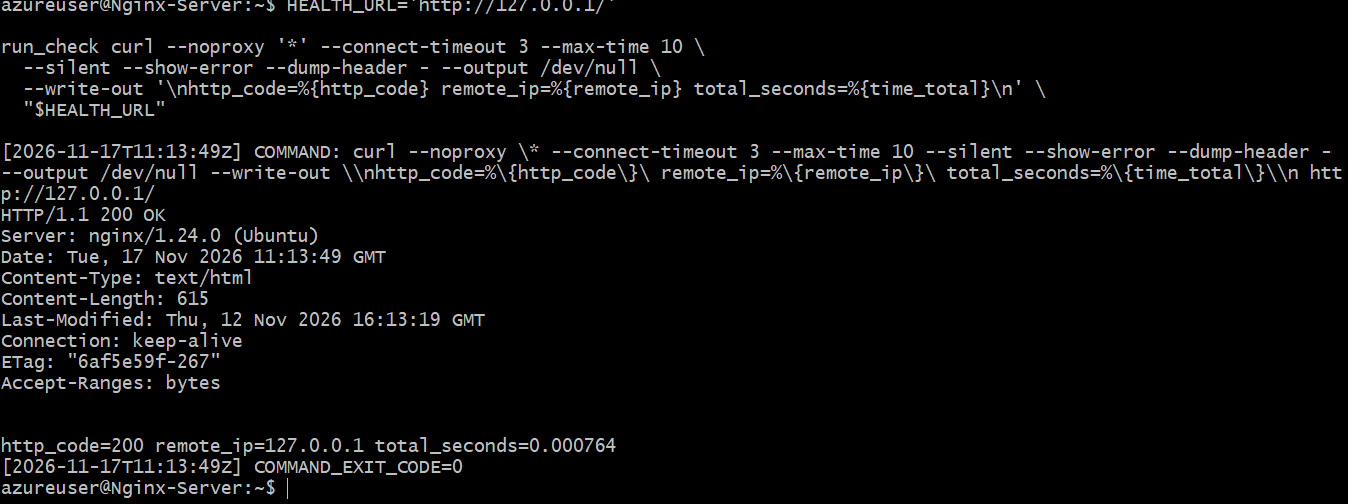 azureuser@Nginx-Server:~$ HEALTH_URL='http://127.0.0.1/'
run_check curl --noproxy '*' --connect-timeout 3 --max-time 10 \
  --silent --show-error --dump-header - --output /dev/null \
  --write-out '\nhttp_code=%{http_code} remote_ip=%{remote_ip} total_seconds=%{time_total}\n' \
  "$HEALTH_URL"
[2026-11-17T11:13:49Z] COMMAND: curl --noproxy \* --connect-timeout 3 --max-time 10 --silent --show-error --dump-header -
--output /dev/null --write-out \\nhttp_code=%\{http_code\}\ remote_ip=%\{remote_ip\}\ total_seconds=%\{time_total\}\\n htt
p://127.0.0.1/
HTTP/1.1 200 OK
Server: nginx/1.24.0 (Ubuntu)
Date: Tue, 17 Nov 2026 11:13:49 GMT
Content-Type: text/html
Content-Length: 615
Last-Modified: Thu, 12 Nov 2026 16:13:19 GMT
Connection: keep-alive
ETag: "6af5e59f-267"
Accept-Ranges: bytes
http_code=200 remote_ip=127.0.0.1 total_seconds=0.000764
[2026-11-17T11:13:49Z] COMMAND_EXIT_CODE=0
azureuser@Nginx-Server:~$